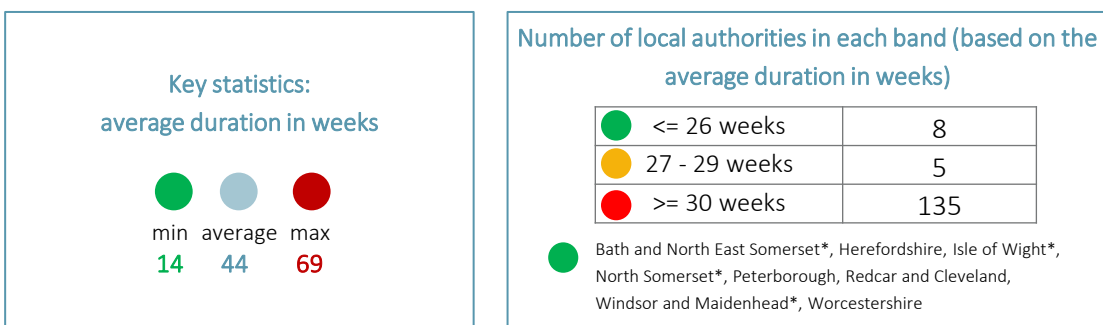 Key statistics:
average duration in weeks
min average max
14 44 69
Number of local authorities in each band (based on the
average duration in weeks)
<= 26 weeks 8
27 - 29 weeks 5
>= 30 weeks 135
Bath and North East Somerset*, Herefordshire, Isle of Wight*,
North Somerset*, Peterborough, Redcar and Cleveland,
Windsor and Maidenhead*, Worcestershire